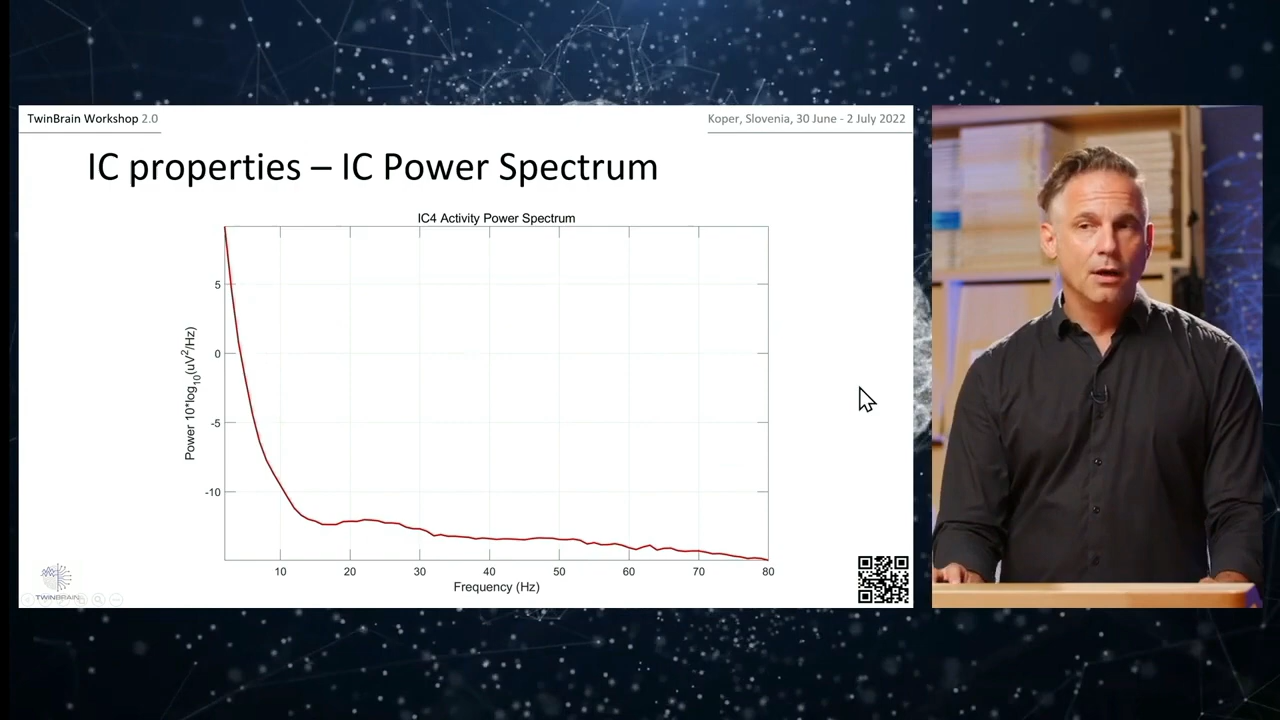 TwinBrain Workshop 2.0
Koper, Slovenia, 30 June - 2 July 2022
IC properties – IC Power Spectrum
IC4 Activity Power Spectrum
Power 10*log10(uV2/Hz)
5
0
-5
-10
10 20 30 40 50 60 70 80
Frequency (Hz)
TWINBRAIN